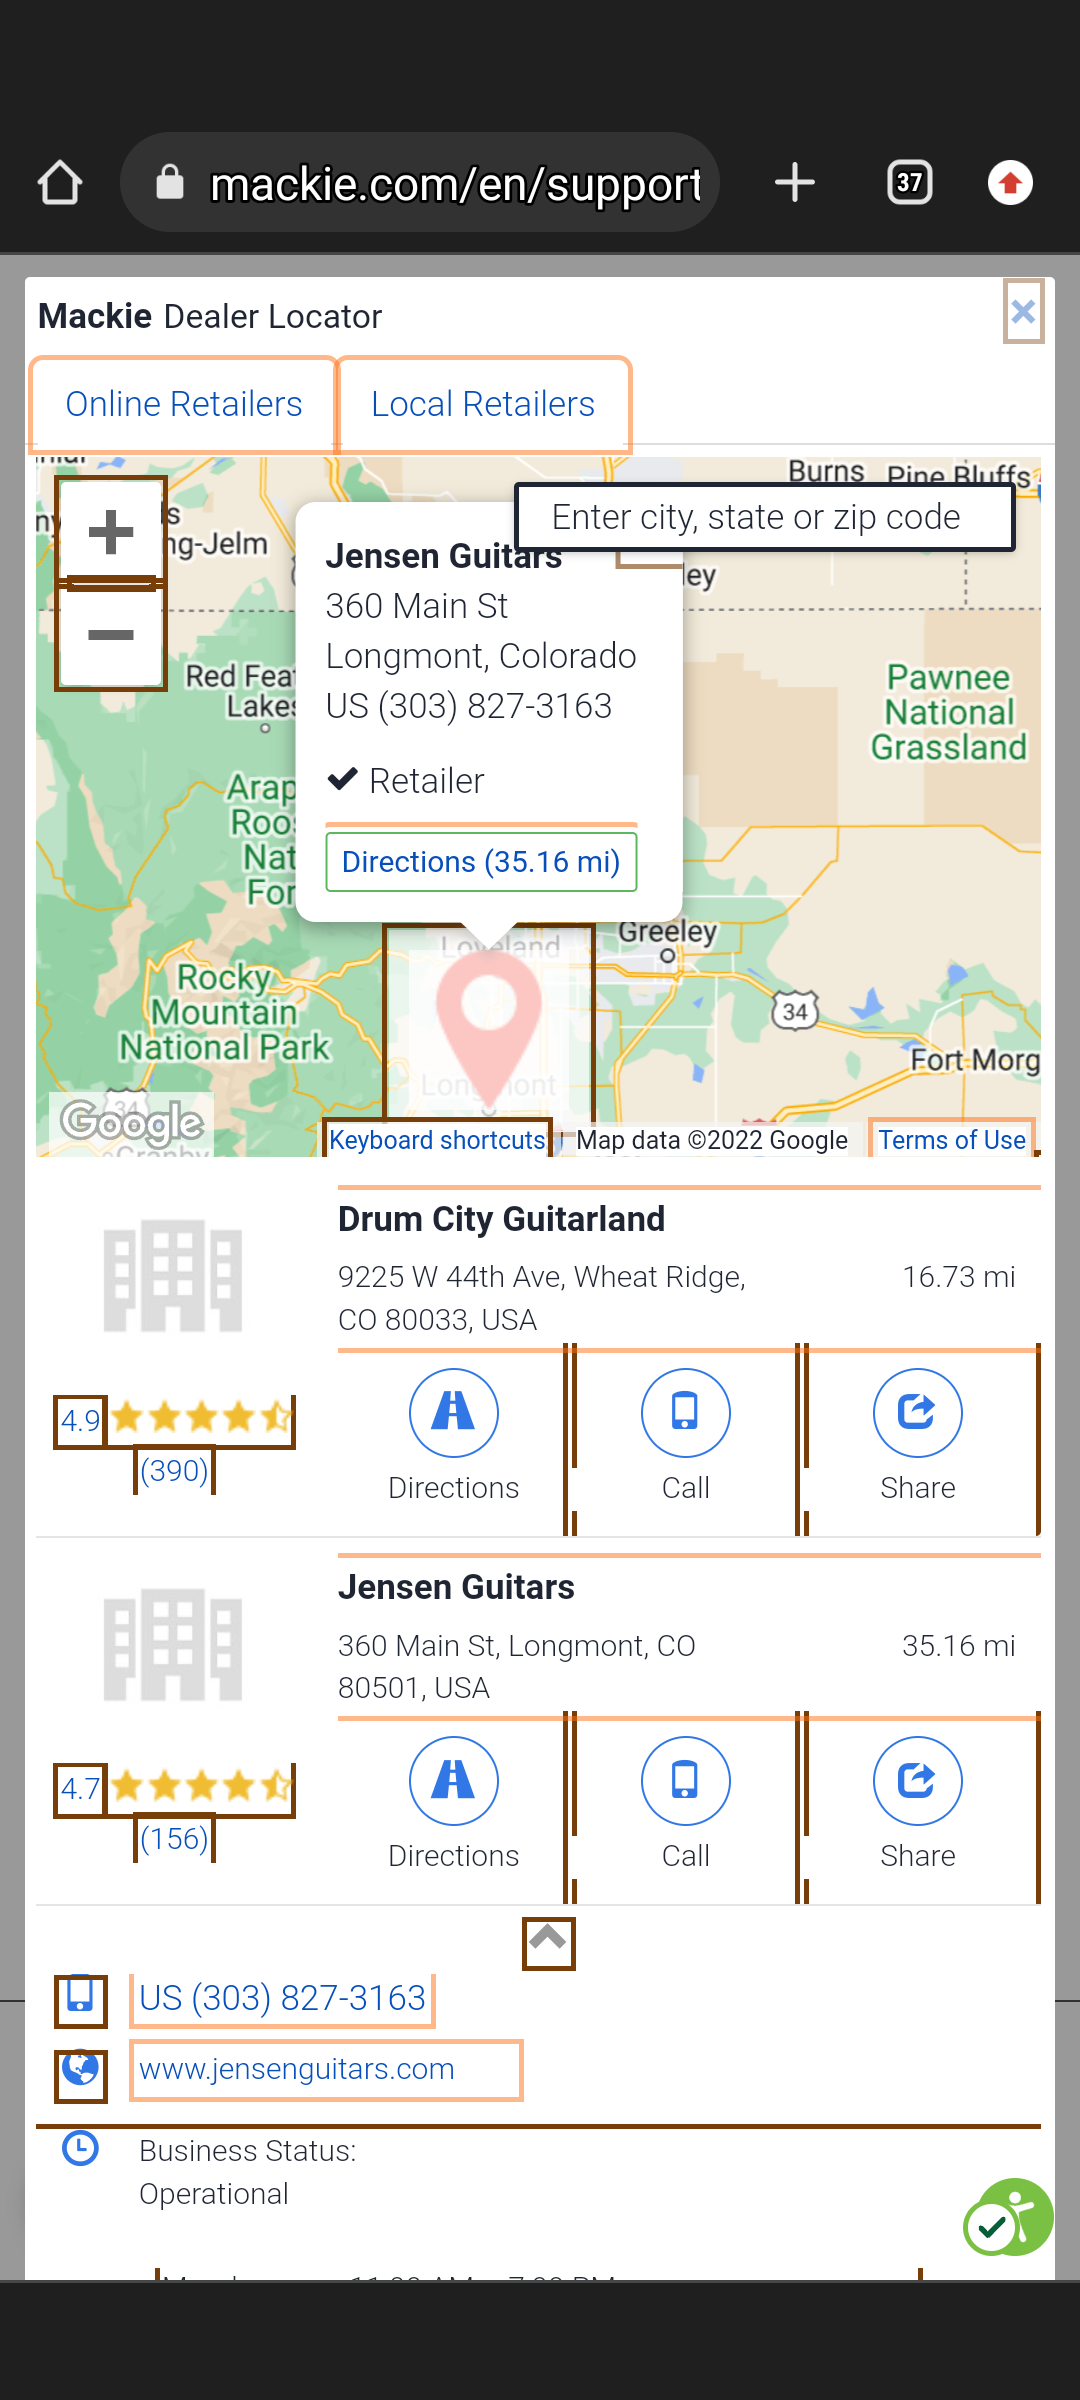 mackie.com/en/support
37
Mackie Dealer Locator
×
Online Retailers
Local Retailers
Burns
Pine Bluffs
Enter city, state or zip code
ng-Jelm
Jensen Guitars
360 Main St
Longmont, Colorado
US (303) 827-3163
Retailer
Directions (35.16 mi)
Red Fea
Lakes
Pawnee
National
Grassland
Arap
Roos
Nat
For
Loveland
Greeley
Rocky
Mountain
National Park
34
Fort Morg
Longmont
34
Google
Granby
Keyboard shortcuts
Map data ©2022 Google
Terms of Use
Drum City Guitarland
9225 W 44th Ave, Wheat Ridge,
CO 80033, USA
16.73 mi
4.9
(390)
Directions
Call
Share
Jensen Guitars
360 Main St, Longmont, CO
80501, USA
35.16 mi
4.7
(156)
Directions
Call
Share
US (303) 827-3163
www.jensenguitars.com
Business Status:
Operational